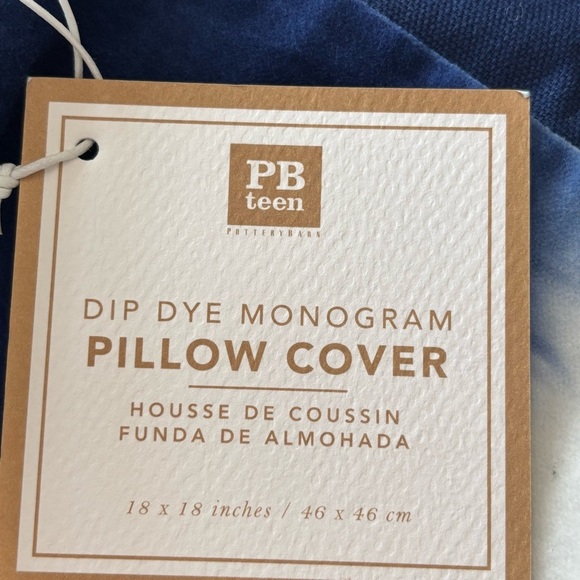 PB
teen
POTTERYBARN
DIP DYE MONOGRAM
PILLOW COVER
HOUSSE DE COUSSIN
FUNDA DE ALMOHADA
18 x 18 inches / 46 x 46 cm